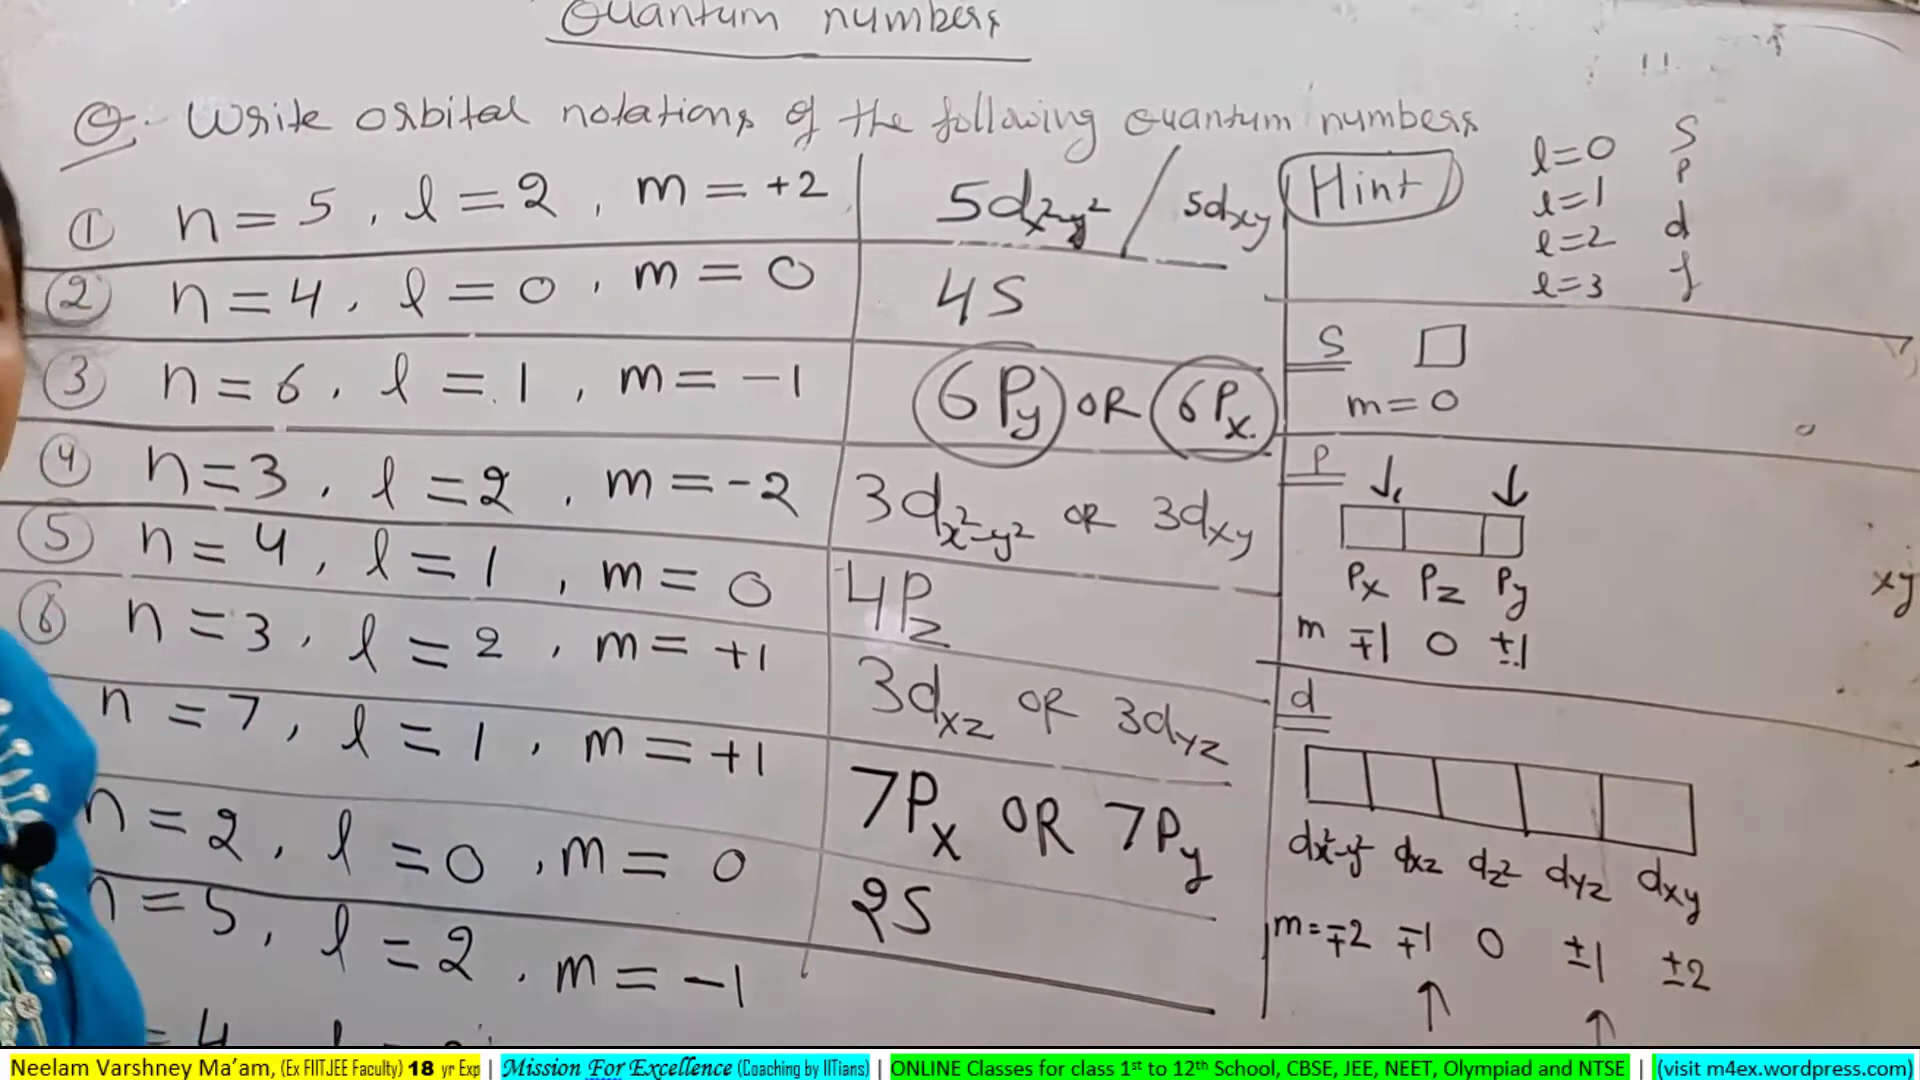 Quantum numbers
Q. Write orbital notations of the following quantum numbers
① n = 5, l = 2, m = +2 5dx²-y² / 5dxy
② n = 4, l = 0, m = 0 4S
③ n = 6, l = 1, m = -1 6Py OR 6Px
④ n = 3, l = 2, m = -2 3dx²-y² OR 3dxy
⑤ n = 4, l = 1, m = 0 4Pz
⑥ n = 3, l = 2, m = +1 3dxz OR 3dyz
n = 7, l = 1, m = +1 7Px OR 7Py
n = 2, l = 0, m = 0 2S
n = 5, l = 2, m = -1
= 4
Hint
l=0 S
l=1 P
l=2 d
l=3 f
S
m=0
P
Px Pz Py
m ∓1 0 ±1
d
dx²-y² dxz dz² dyz dxy
m = ∓2 ∓1 0 ±1 ±2
xy
Neelam Varshney Ma'am, (Ex FIITJEE Faculty) 18 yr Exp | Mission For Excellence (Coaching by IITians) | ONLINE Classes for class 1st to 12th School, CBSE, JEE, NEET, Olympiad and NTSE | (visit m4ex.wordpress.com)